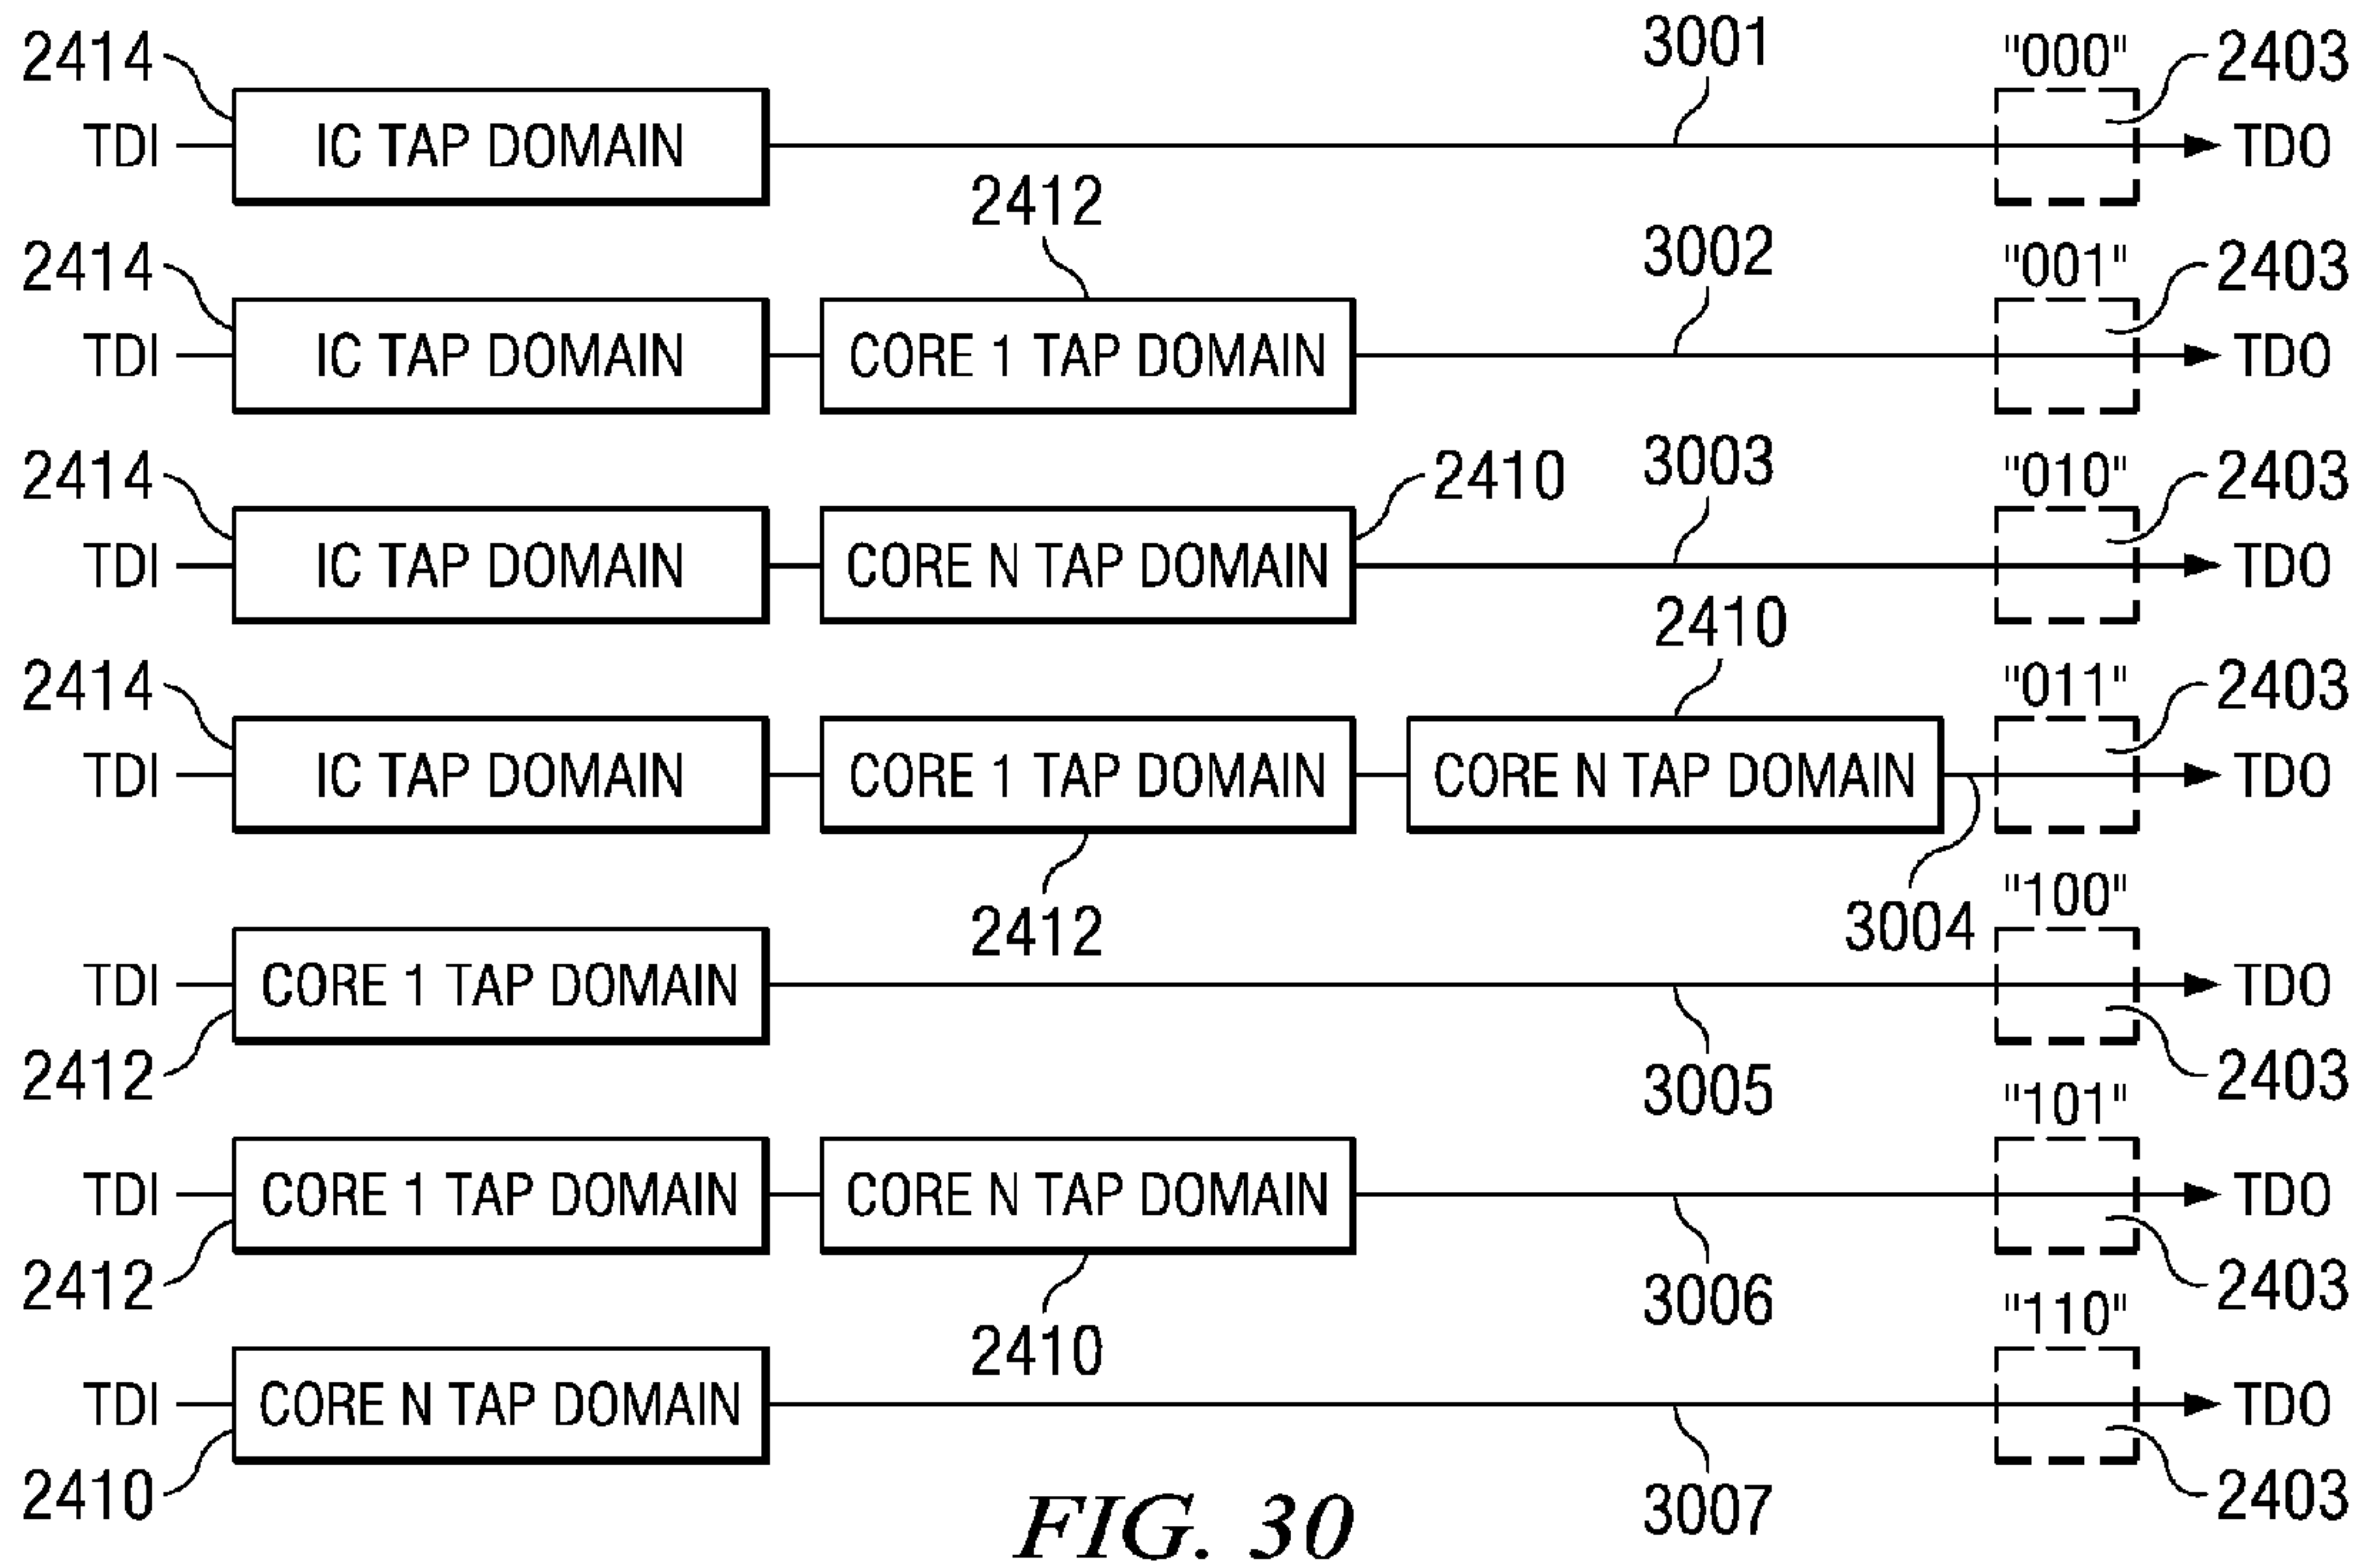 2414 3001 "000" 2403
TDI IC TAP DOMAIN TDO
2412
2414 3002 "001" 2403
TDI IC TAP DOMAIN CORE 1 TAP DOMAIN TDO
2414 2410 3003 "010" 2403
TDI IC TAP DOMAIN CORE N TAP DOMAIN TDO
2410
2414 "011" 2403
TDI IC TAP DOMAIN CORE 1 TAP DOMAIN CORE N TAP DOMAIN TDO
2412 3004 "100"
TDI CORE 1 TAP DOMAIN TDO
2412 3005 2403
"101"
TDI CORE 1 TAP DOMAIN CORE N TAP DOMAIN TDO
2412 3006 2403
2410 "110"
TDI CORE N TAP DOMAIN TDO
2410 3007 2403
FIG. 30